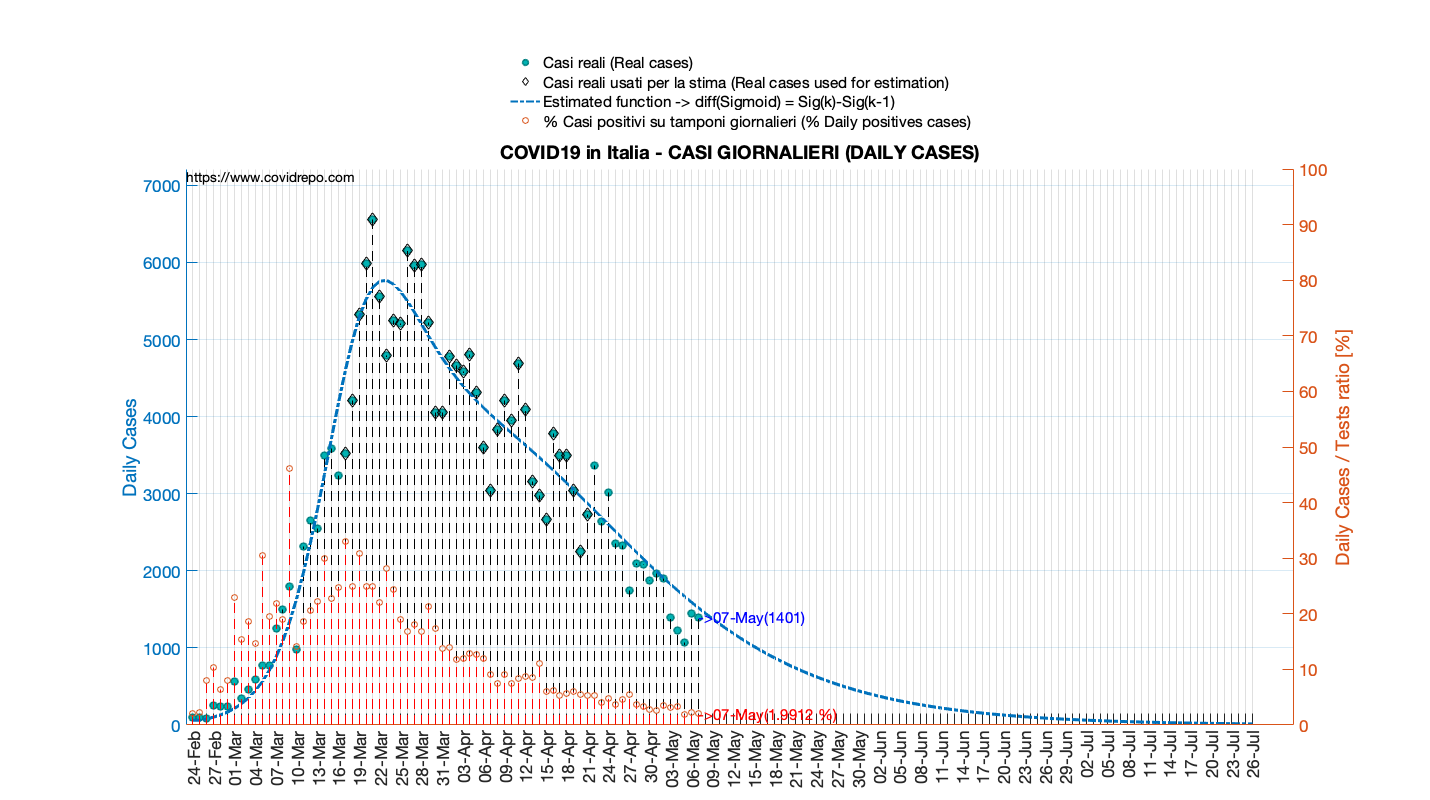 Casi reali (Real cases)
Casi reali usati per la stima (Real cases used for estimation)
Estimated function -> diff(Sigmoid) = Sig(k)-Sig(k-1)
% Casi positivi su tamponi giornalieri (% Daily positives cases)
COVID19 in Italia - CASI GIORNALIERI (DAILY CASES)
https://www.covidrepo.com
7000
6000
5000
4000
3000
2000
1000
0
Daily Cases
100
90
80
70
60
50
40
30
20
10
0
Daily Cases / Tests ratio [%]
>07-May(1401)
>07-May(1.9912 %)
24-Feb
27-Feb
01-Mar
04-Mar
07-Mar
10-Mar
13-Mar
16-Mar
19-Mar
22-Mar
25-Mar
28-Mar
31-Mar
03-Apr
06-Apr
09-Apr
12-Apr
15-Apr
18-Apr
21-Apr
24-Apr
27-Apr
30-Apr
03-May
06-May
09-May
12-May
15-May
18-May
21-May
24-May
27-May
30-May
02-Jun
05-Jun
08-Jun
11-Jun
14-Jun
17-Jun
20-Jun
23-Jun
26-Jun
29-Jun
02-Jul
05-Jul
08-Jul
11-Jul
14-Jul
17-Jul
20-Jul
23-Jul
26-Jul